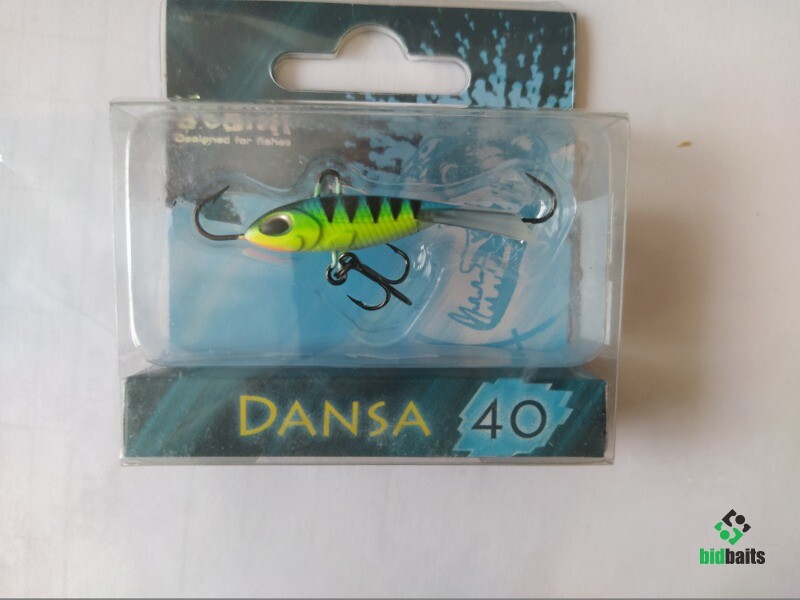 Designed for fishes
DANSA 40
bidbaits